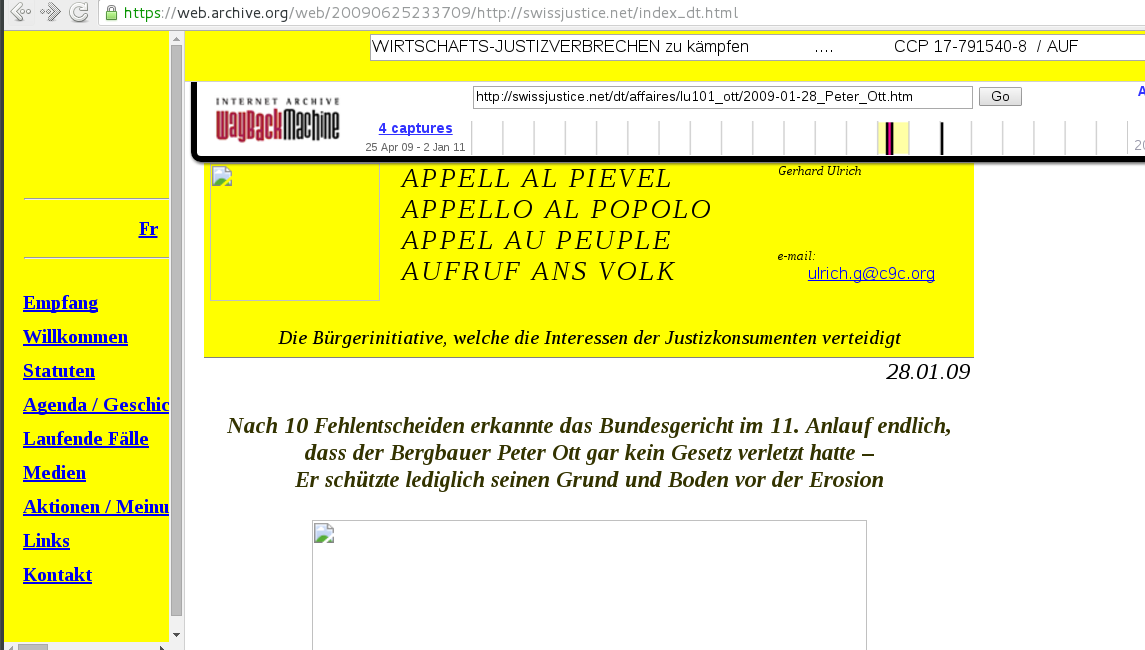 https://web.archive.org/web/20090625233709/http://swissjustice.net/index_dt.html
WIRTSCHAFTS-JUSTIZVERBRECHEN zu kämpfen .... CCP 17-791540-8 / AUF
INTERNET ARCHIVE
WayBackMachine
http://swissjustice.net/dt/affaires/lu101_ott/2009-01-28_Peter_Ott.htm
Go
4 captures
25 Apr 09 - 2 Jan 11
Fr
Empfang
Willkommen
Statuten
Agenda / Geschic
Laufende Fälle
Medien
Aktionen / Meinu
Links
Kontakt
APPELL AL PIEVEL
APPELLO AL POPOLO
APPEL AU PEUPLE
AUFRUF ANS VOLK
Gerhard Ulrich
e-mail:
ulrich.g@c9c.org
Die Bürgerinitiative, welche die Interessen der Justizkonsumenten verteidigt
28.01.09
Nach 10 Fehlentscheiden erkannte das Bundesgericht im 11. Anlauf endlich,
dass der Bergbauer Peter Ott gar kein Gesetz verletzt hatte –
Er schützte lediglich seinen Grund und Boden vor der Erosion